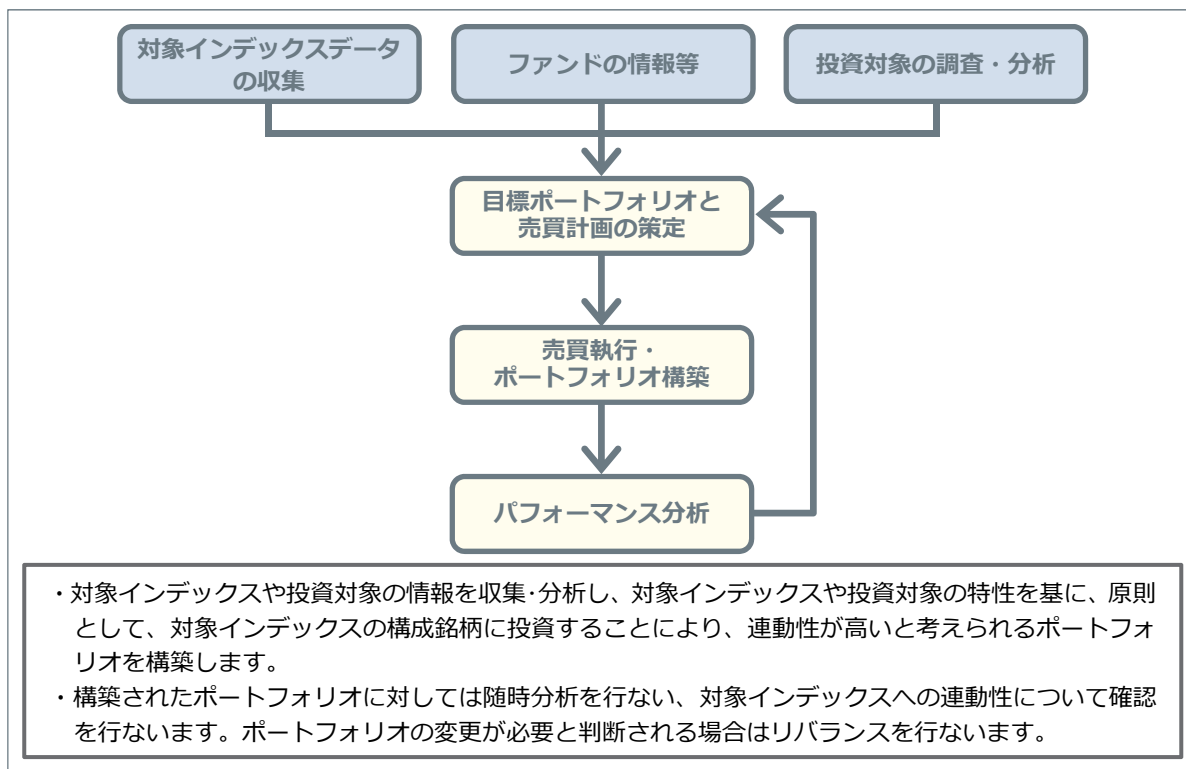 対象インデックスデータ
の収集
ファンドの情報等
投資対象の調査・分析
目標ポートフォリオと
売買計画の策定
売買執行・
ポートフォリオ構築
パフォーマンス分析
・対象インデックスや投資対象の情報を収集･分析し、対象インデックスや投資対象の特性を基に、原則
として、対象インデックスの構成銘柄に投資することにより、連動性が高いと考えられるポートフォ
リオを構築します。
・構築されたポートフォリオに対しては随時分析を行ない、対象インデックスへの連動性について確認
を行ないます。ポートフォリオの変更が必要と判断される場合はリバランスを行ないます。